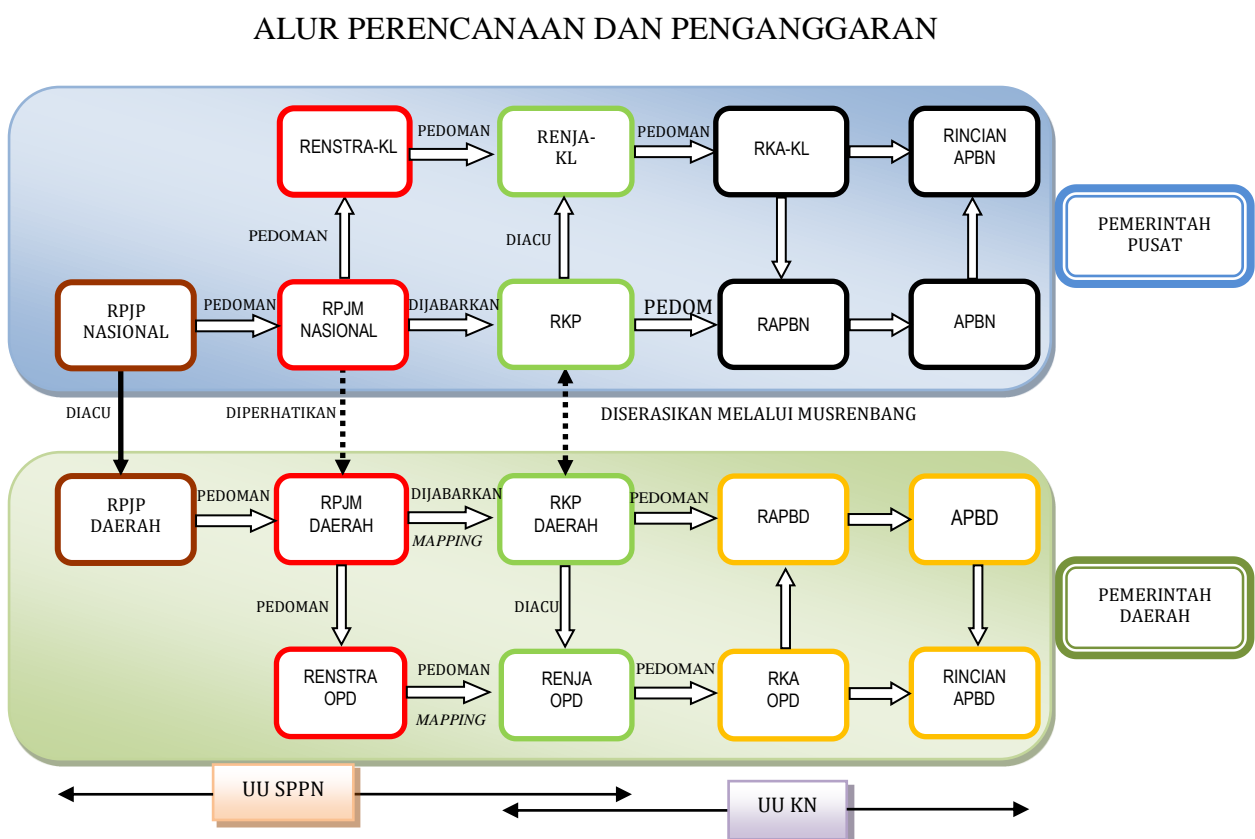 ALUR PERENCANAAN DAN PENGANGGARAN
RENSTRA-KL
PEDOMAN
RENJA-
KL
PEDOMAN
RKA-KL
RINCIAN
APBN
PEMERINTAH
PUSAT
PEDOMAN
DIACU
RPJP
NASIONAL
PEDOMAN
RPJM
NASIONAL
DIJABARKAN
RKP
PEDOM
RAPBN
APBN
DIACU
DIPERHATIKAN
DISERASIKAN MELALUI MUSRENBANG
RPJP
DAERAH
PEDOMAN
RPJM
DAERAH
DIJABARKAN
MAPPING
RKP
DAERAH
PEDOMAN
RAPBD
APBD
PEMERINTAH
DAERAH
PEDOMAN
DIACU
RENSTRA
OPD
PEDOMAN
MAPPING
RENJA
OPD
PEDOMAN
RKA
OPD
RINCIAN
APBD
UU SPPN
UU KN